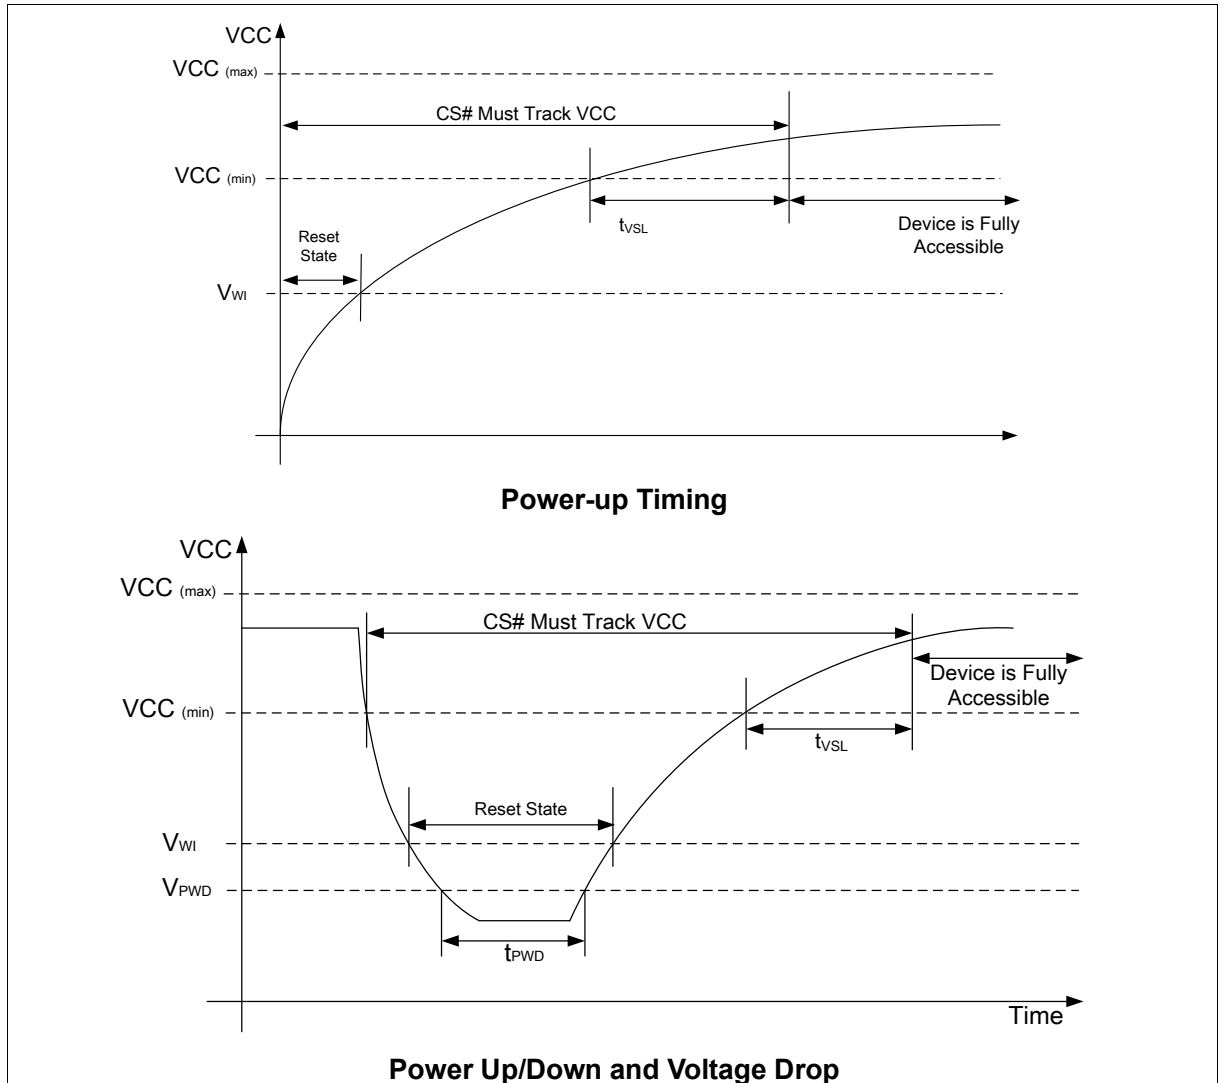 VCC
VCC (max)
CS# Must Track VCC
VCC (min)
tVSL
Device is Fully
Accessible
Reset
State
VWI
Power-up Timing
VCC
VCC (max)
CS# Must Track VCC
Device is Fully
Accessible
VCC (min)
tVSL
Reset State
VWI
VPWD
tPWD
Time
Power Up/Down and Voltage Drop